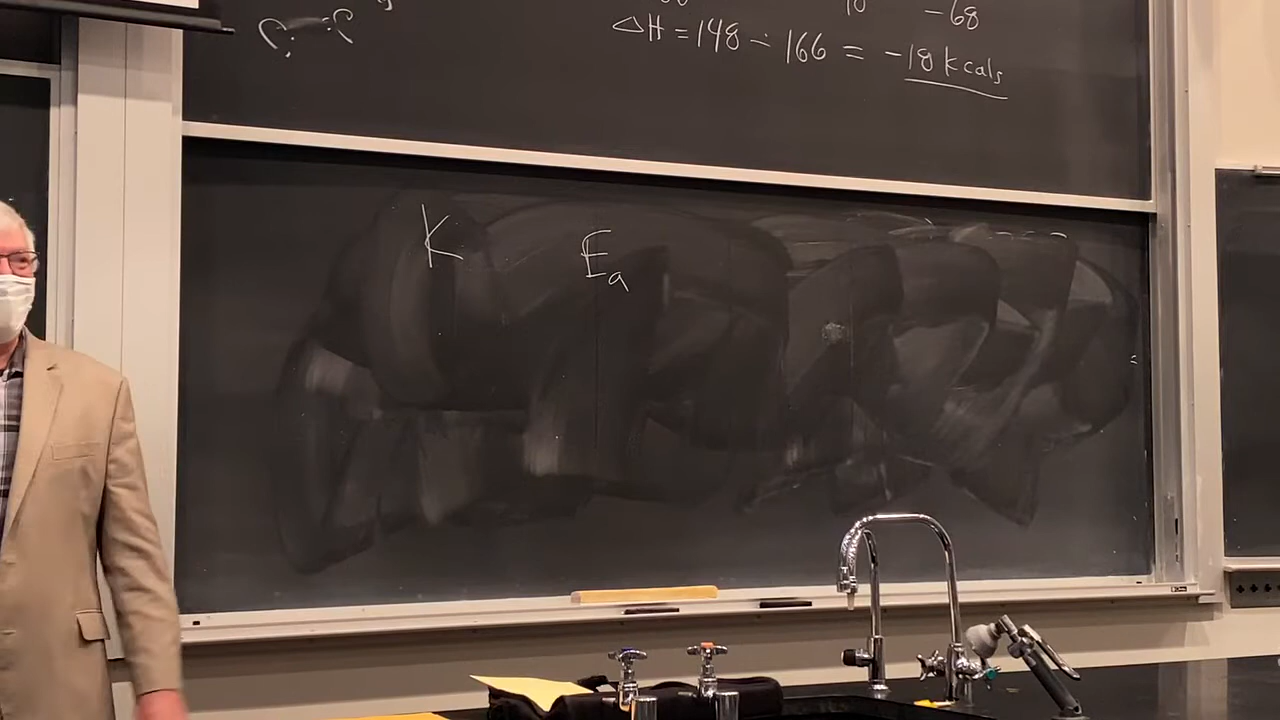 -68
ΔH = 148 - 166 = -18 kcals
K Ea